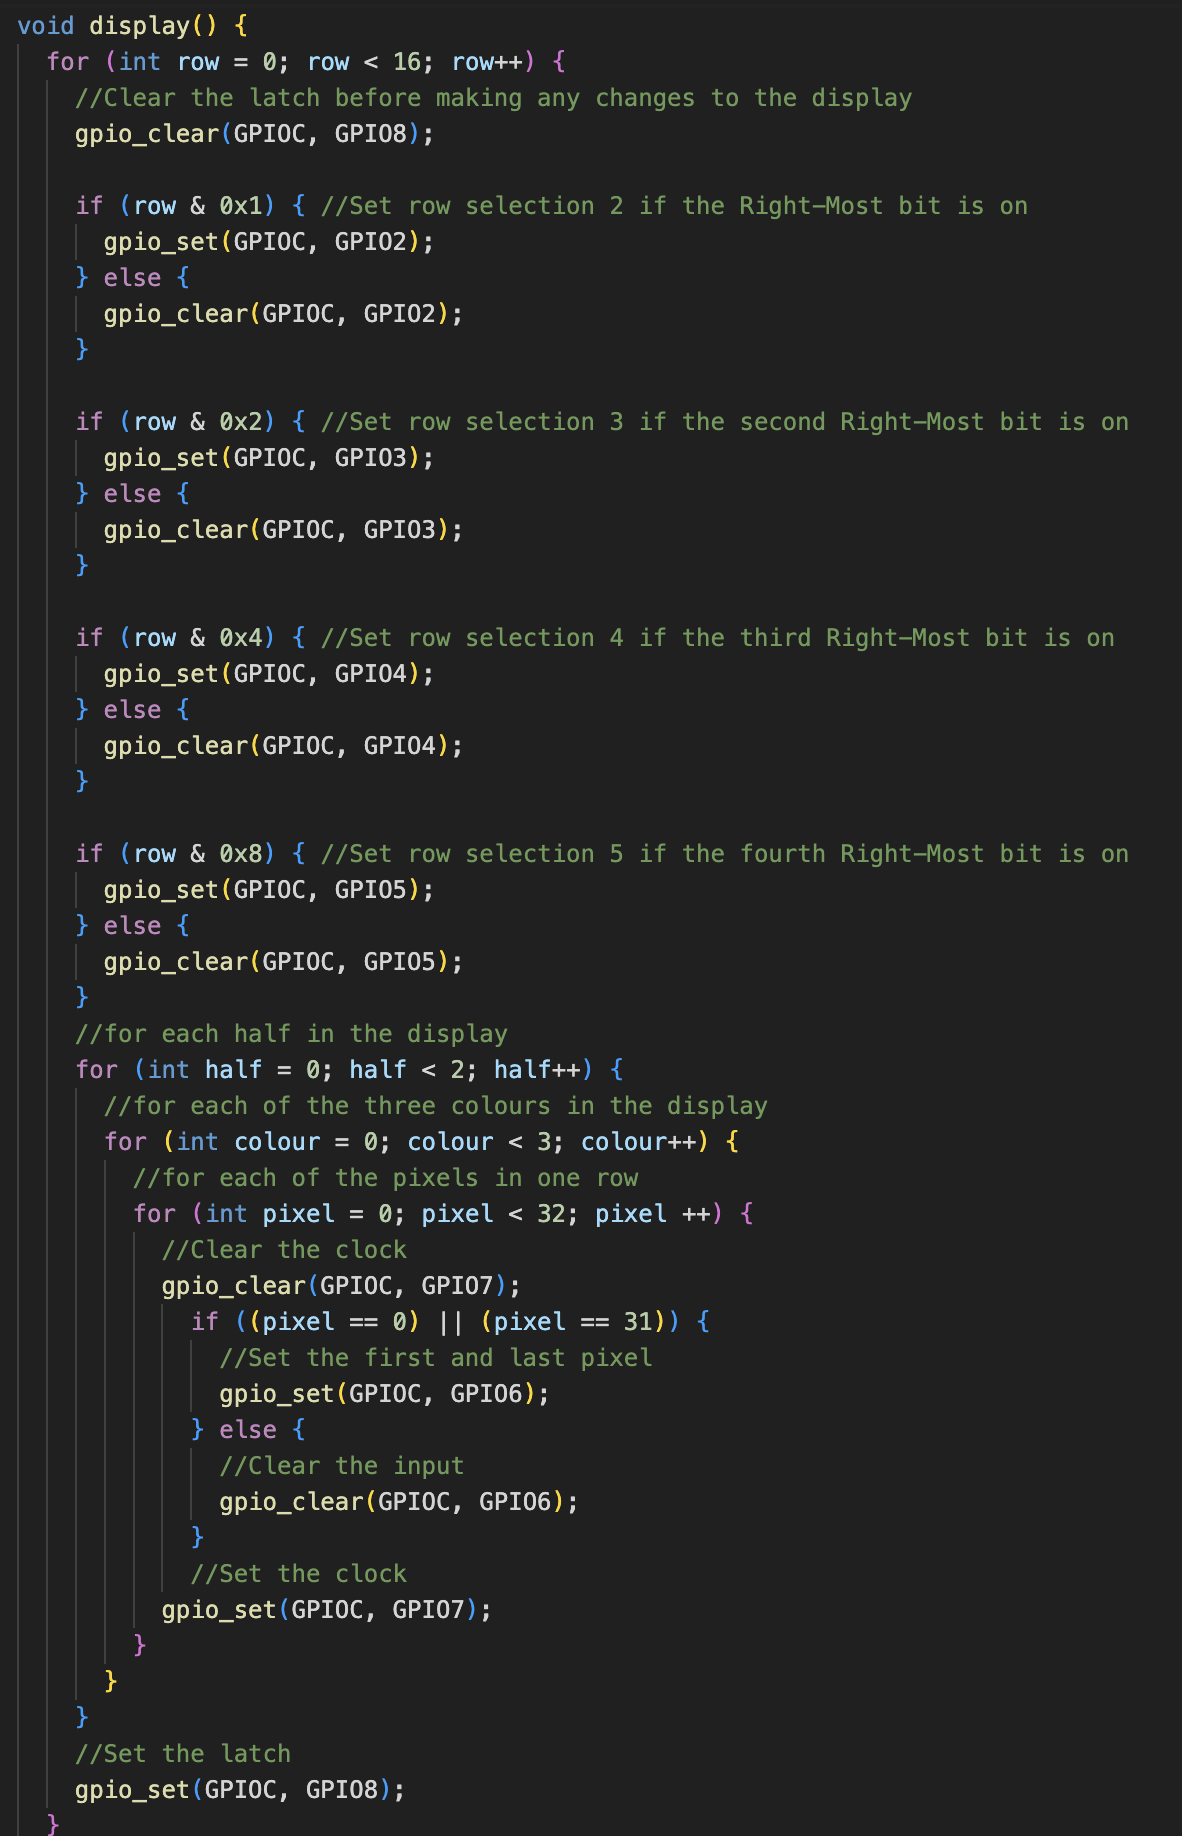 void display() {
for (int row = 0; row < 16; row++) {
//Clear the latch before making any changes to the display
gpio_clear(GPIOC, GPIO8);
if (row & 0x1) { //Set row selection 2 if the Right-Most bit is on
gpio_set(GPIOC, GPIO2);
} else {
gpio_clear(GPIOC, GPIO2);
}
if (row & 0x2) { //Set row selection 3 if the second Right-Most bit is on
gpio_set(GPIOC, GPIO3);
} else {
gpio_clear(GPIOC, GPIO3);
}
if (row & 0x4) { //Set row selection 4 if the third Right-Most bit is on
gpio_set(GPIOC, GPIO4);
} else {
gpio_clear(GPIOC, GPIO4);
}
if (row & 0x8) { //Set row selection 5 if the fourth Right-Most bit is on
gpio_set(GPIOC, GPIO5);
} else {
gpio_clear(GPIOC, GPIO5);
}
//for each half in the display
for (int half = 0; half < 2; half++) {
//for each of the three colours in the display
for (int colour = 0; colour < 3; colour++) {
//for each of the pixels in one row
for (int pixel = 0; pixel < 32; pixel ++) {
//Clear the clock
gpio_clear(GPIOC, GPIO7);
if ((pixel == 0) || (pixel == 31)) {
//Set the first and last pixel
gpio_set(GPIOC, GPIO6);
} else {
//Clear the input
gpio_clear(GPIOC, GPIO6);
}
//Set the clock
gpio_set(GPIOC, GPIO7);
}
}
}
//Set the latch
gpio_set(GPIOC, GPIO8);
}